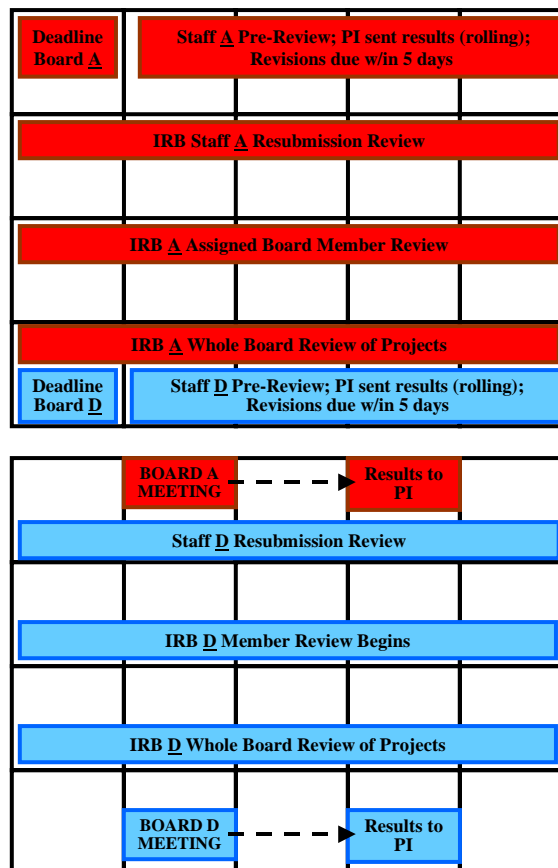 Deadline
Board A
Staff A Pre-Review; PI sent results (rolling);
Revisions due w/in 5 days
IRB Staff A Resubmission Review
IRB A Assigned Board Member Review
IRB A Whole Board Review of Projects
Deadline
Board D
Staff D Pre-Review; PI sent results (rolling);
Revisions due w/in 5 days
BOARD A
MEETING
Results to
PI
Staff D Resubmission Review
IRB D Member Review Begins
IRB D Whole Board Review of Projects
BOARD D
MEETING
Results to
PI